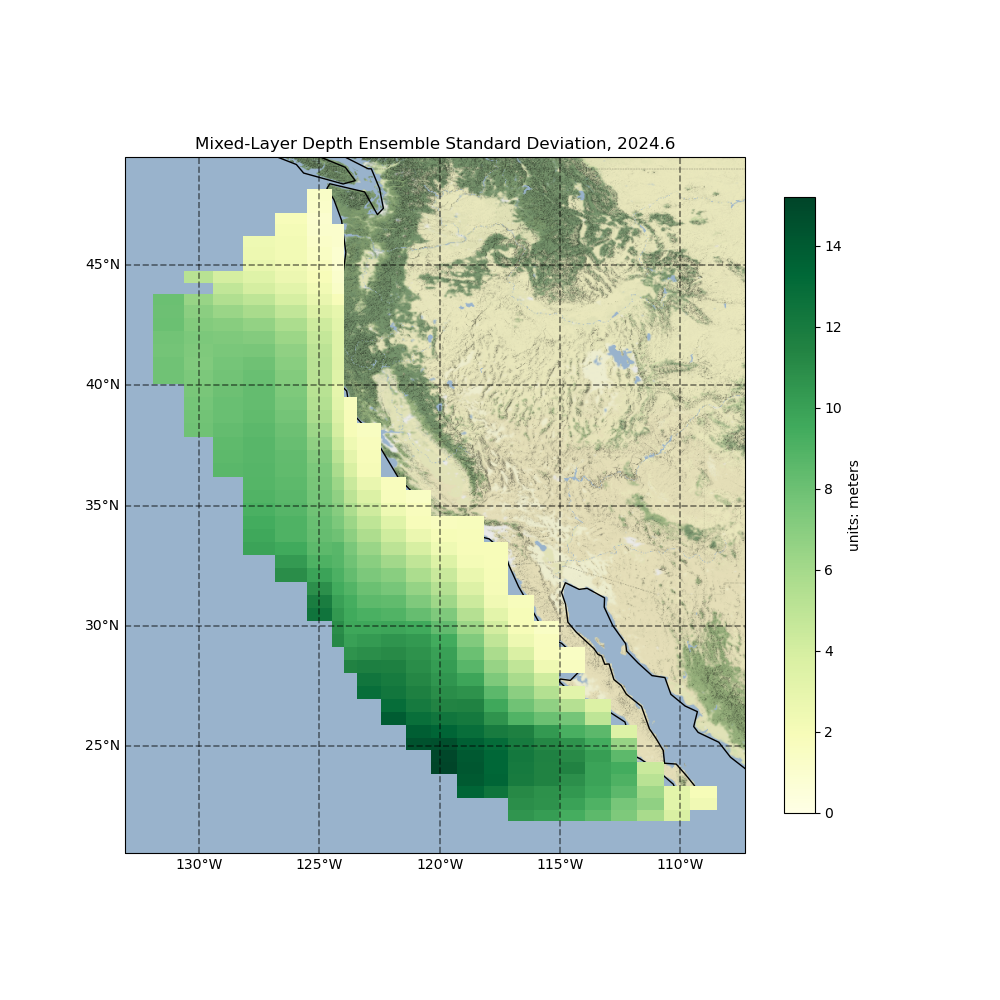 Mixed-Layer Depth Ensemble Standard Deviation, 2024.6
45°N
40°N
35°N
30°N
25°N
130°W
125°W
120°W
115°W
110°W
14
12
10
8
6
4
2
0
units: meters